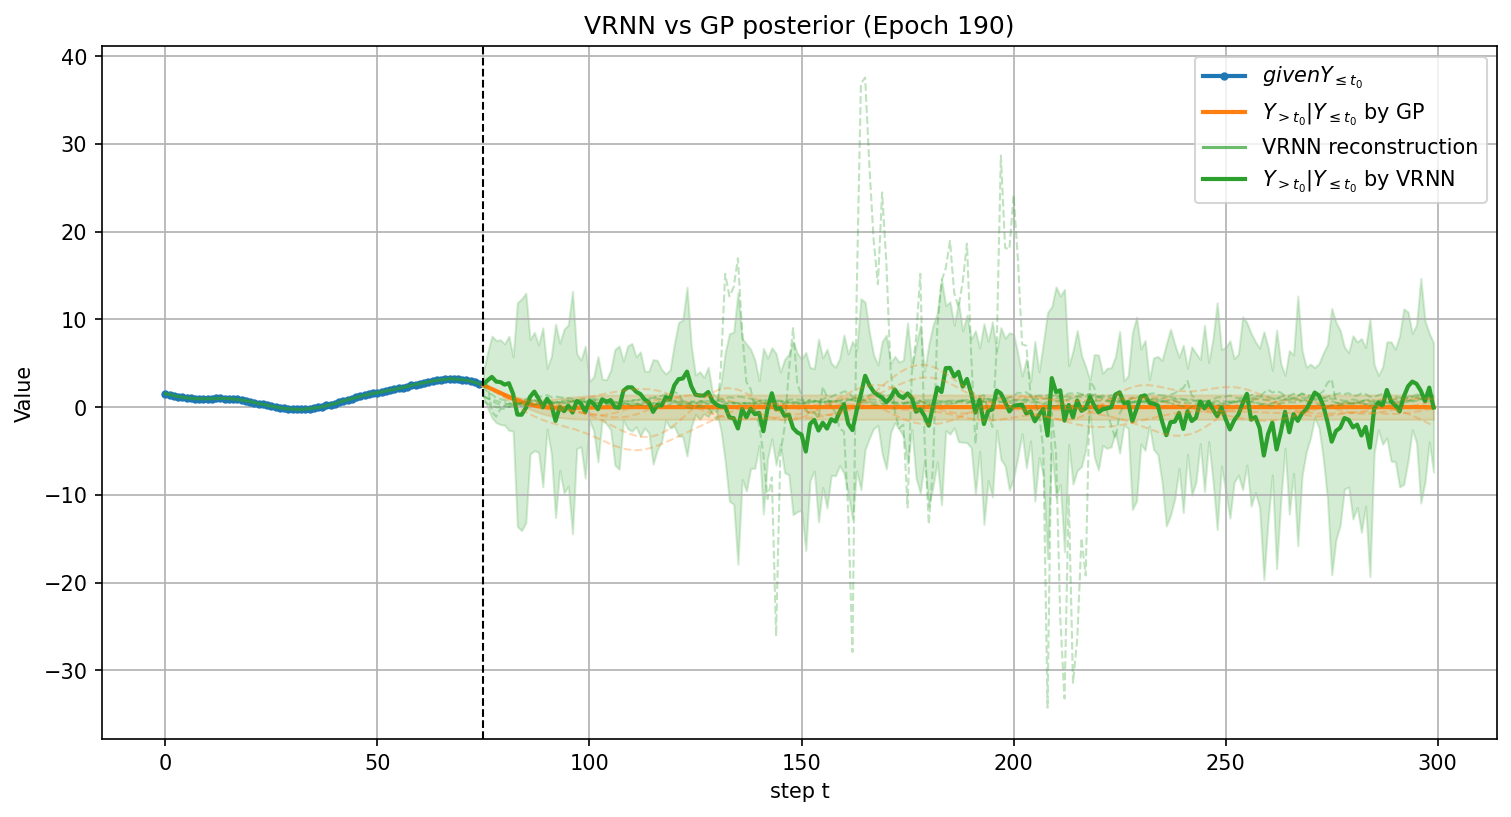 VRNN vs GP posterior (Epoch 190)
40
30
20
10
0
−10
−20
−30
Value
givenY≤t₀
Y>t₀|Y≤t₀ by GP
VRNN reconstruction
Y>t₀|Y≤t₀ by VRNN
0 50 100 150 200 250 300
step t